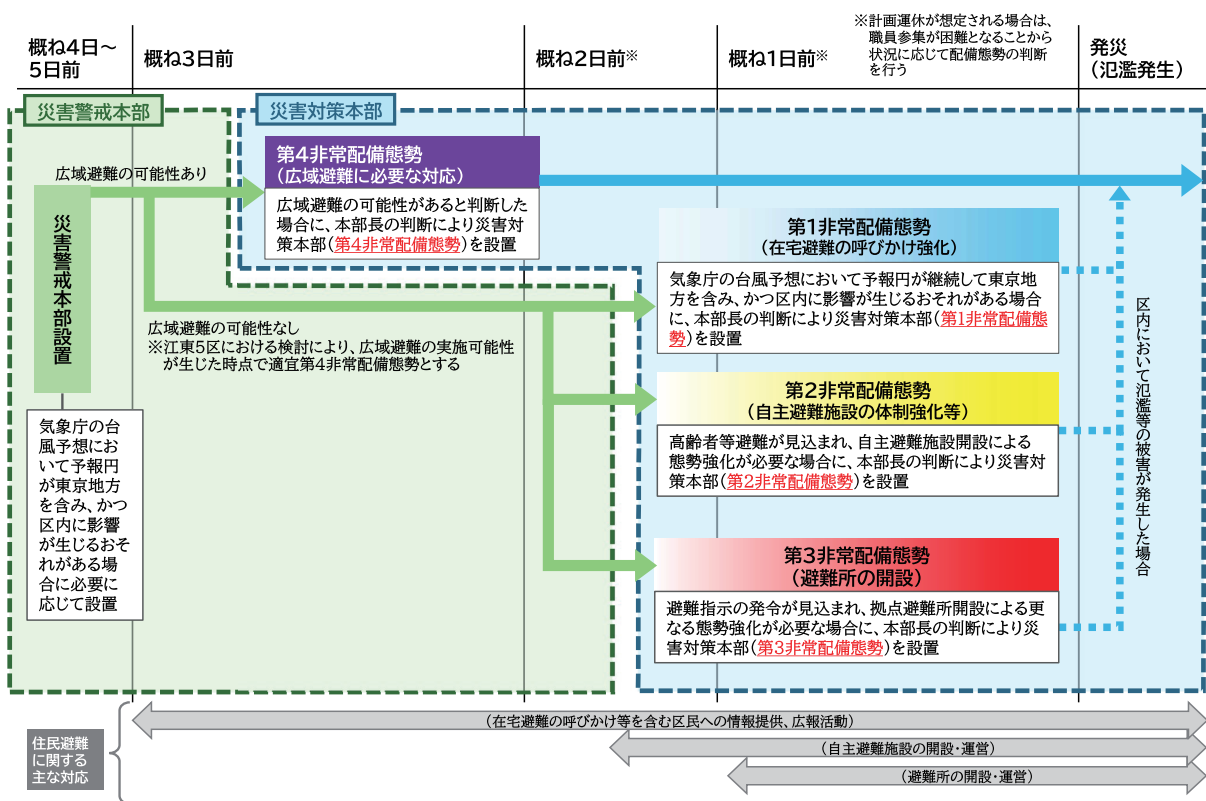 概ね4日～
5日前
概ね3日前
概ね2日前※
概ね1日前※
※計画運休が想定される場合は、
職員参集が困難となることから
状況に応じて配備態勢の判断
を行う
発災
（氾濫発生）
災害警戒本部
災害対策本部
広域避難の可能性あり
災害警戒本部設置
気象庁の台
風予想にお
いて予報円
が東京地方
を含み、かつ
区内に影響
が生じるおそ
れがある場
合に必要に
応じて設置
第4非常配備態勢
（広域避難に必要な対応）
広域避難の可能性があると判断した
場合に、本部長の判断により災害対
策本部（第4非常配備態勢）を設置
広域避難の可能性なし
※江東5区における検討により、広域避難の実施可能性
が生じた時点で適宜第4非常配備態勢とする
第1非常配備態勢
（在宅避難の呼びかけ強化）
気象庁の台風予想において予報円が継続して東京地
方を含み、かつ区内に影響が生じるおそれがある場合
に、本部長の判断により災害対策本部（第1非常配備態
勢）を設置
第2非常配備態勢
（自主避難施設の体制強化等）
高齢者等避難が見込まれ、自主避難施設開設による
態勢強化が必要な場合に、本部長の判断により災害対
策本部（第2非常配備態勢）を設置
第3非常配備態勢
（避難所の開設）
避難指示の発令が見込まれ、拠点避難所開設による更
なる態勢強化が必要な場合に、本部長の判断により災
害対策本部（第3非常配備態勢）を設置
区内において氾濫等の被害が発生した場合
住民避難
に関する
主な対応
（在宅避難の呼びかけ等を含む区民への情報提供、広報活動）
（自主避難施設の開設・運営）
（避難所の開設・運営）